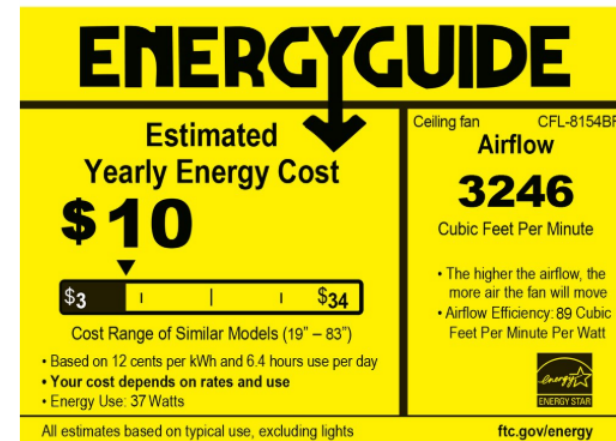 ENERGYGUIDE
Estimated
Yearly Energy Cost
$10
$3
$34
Cost Range of Similar Models (19" – 83")
• Based on 12 cents per kWh and 6.4 hours use per day
• Your cost depends on rates and use
• Energy Use: 37 Watts
All estimates based on typical use, excluding lights
Ceiling fan CFL-8154BF
Airflow
3246
Cubic Feet Per Minute
• The higher the airflow, the
more air the fan will move
• Airflow Efficiency: 89 Cubic
Feet Per Minute Per Watt
energy
ENERGY STAR
ftc.gov/energy